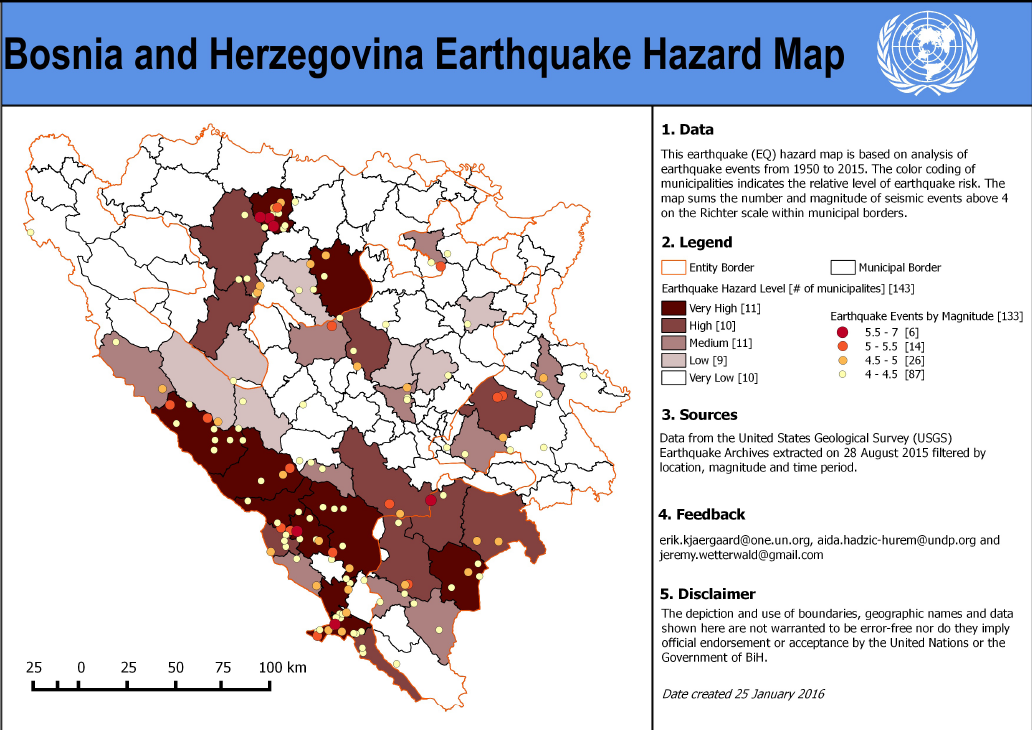 Bosnia and Herzegovina Earthquake Hazard Map
1. Data
This earthquake (EQ) hazard map is based on analysis of
earthquake events from 1950 to 2015. The color coding of
municipalities indicates the relative level of earthquake risk. The
map sums the number and magnitude of seismic events above 4
on the Richter scale within municipal borders.
2. Legend
Entity Border
Municipal Border
Earthquake Hazard Level [# of municipalites] [143]
Very High [11]
High [10]
Medium [11]
Low [9]
Very Low [10]
Earthquake Events by Magnitude [133]
5.5 - 7 [6]
5 - 5.5 [14]
4.5 - 5 [26]
4 - 4.5 [87]
3. Sources
Data from the United States Geological Survey (USGS)
Earthquake Archives extracted on 28 August 2015 filtered by
location, magnitude and time period.
4. Feedback
erik.kjaergaard@one.un.org, aida.hadzic-hurem@undp.org and
jeremy.wetterwald@gmail.com
5. Disclaimer
The depiction and use of boundaries, geographic names and data
shown here are not warranted to be error-free nor do they imply
official endorsement or acceptance by the United Nations or the
Government of BiH.
Date created 25 January 2016
25 0 25 50 75 100 km